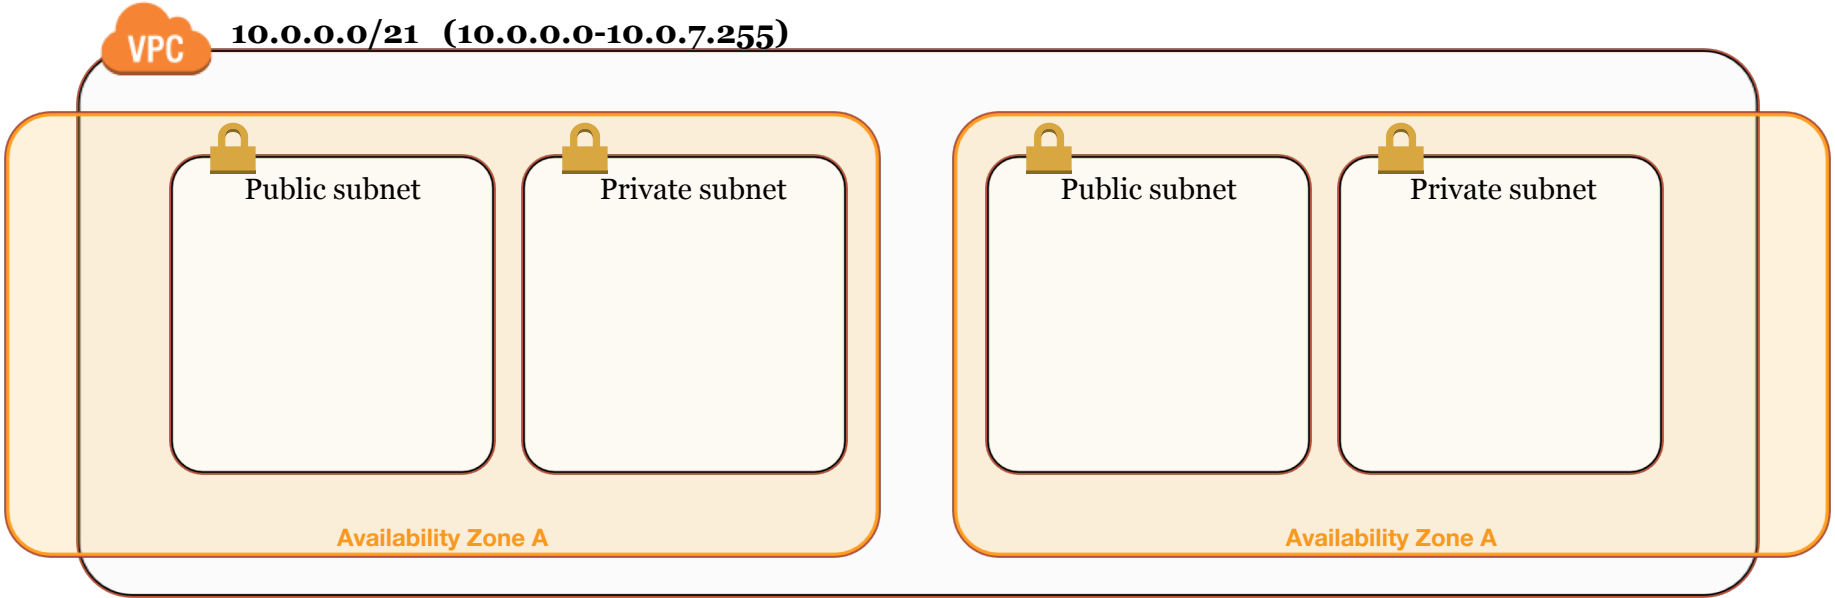 VPC
10.0.0.0/21 (10.0.0.0-10.0.7.255)
Public subnet
Private subnet
Public subnet
Private subnet
Availability Zone A
Availability Zone A